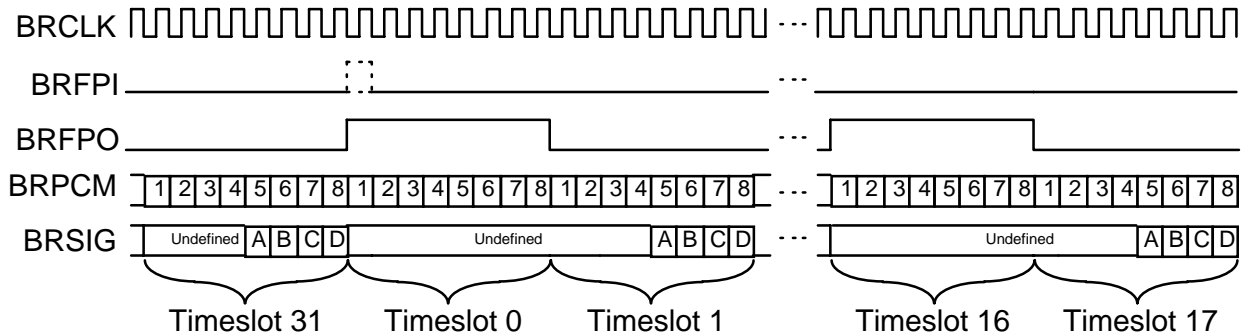 BRCLK ...
BRFPI ...
BRFPO ...
BRPCM 1 2 3 4 5 6 7 8 1 2 3 4 5 6 7 8 1 2 3 4 5 6 7 8 ... 1 2 3 4 5 6 7 8 1 2 3 4 5 6 7 8
BRSIG Undefined A B C D Undefined A B C D ... Undefined A B C D
Timeslot 31 Timeslot 0 Timeslot 1 Timeslot 16 Timeslot 17